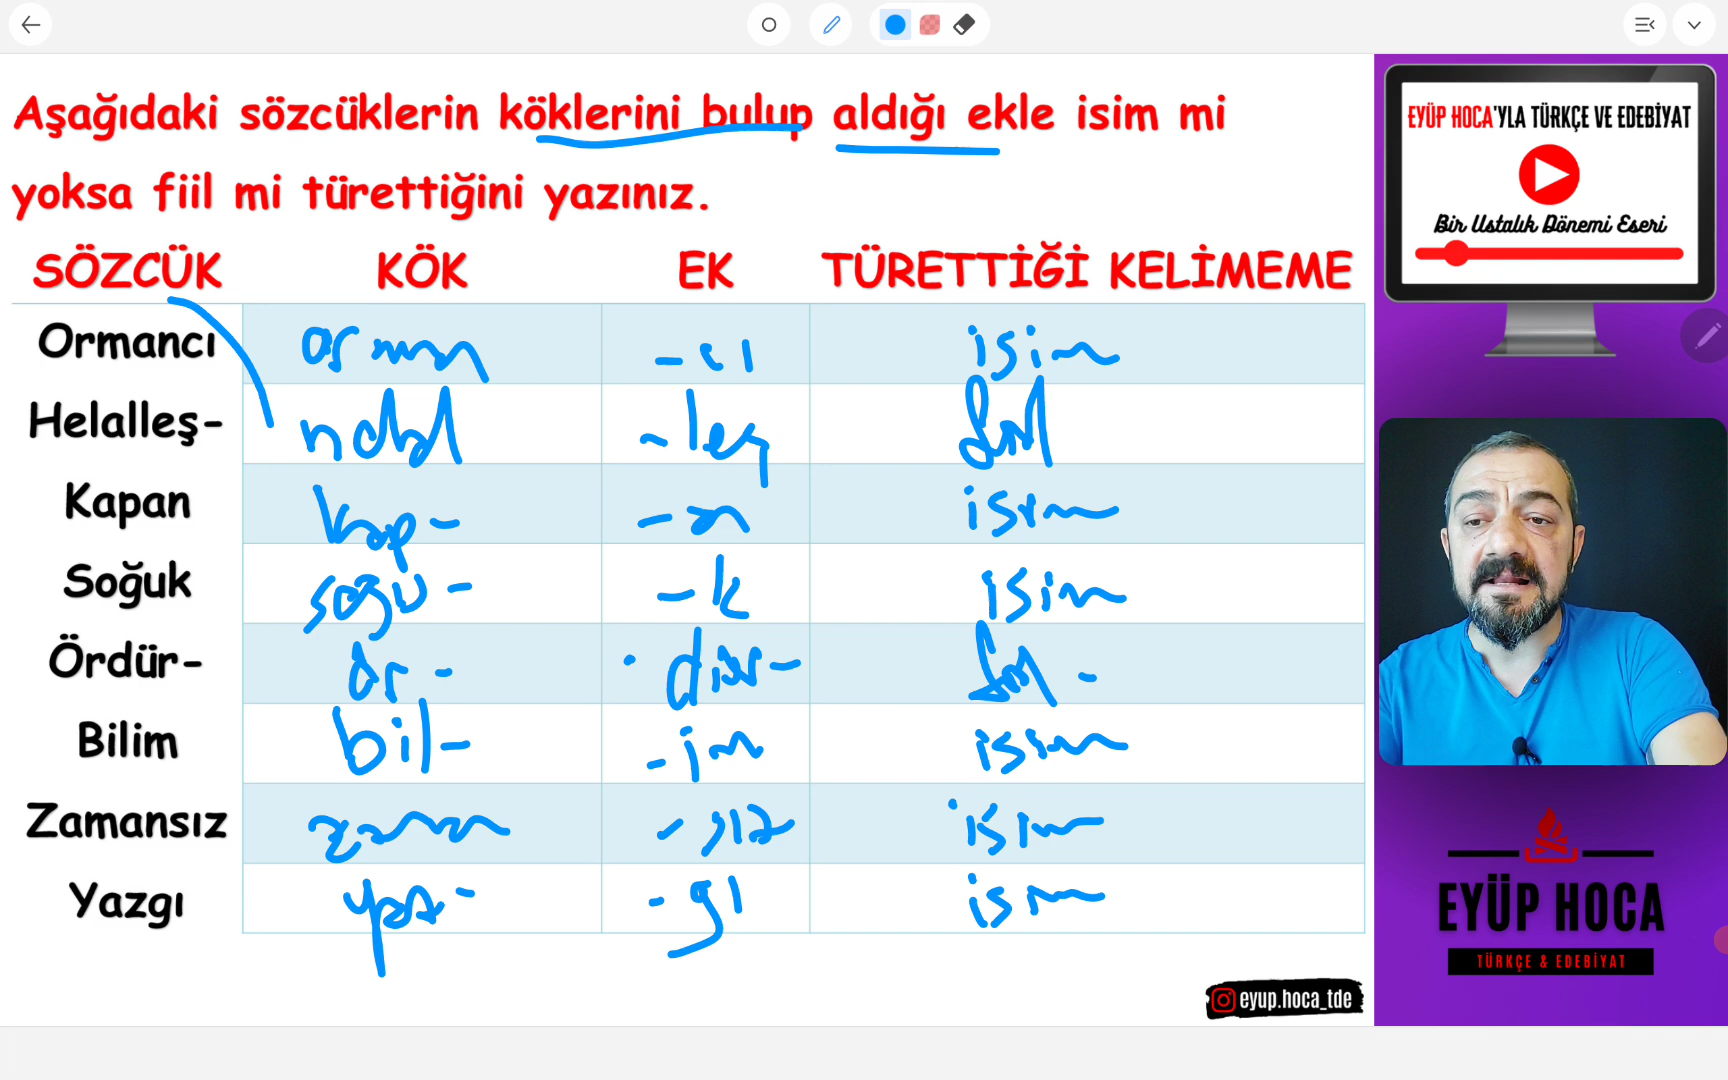 Aşağıdaki sözcüklerin köklerini bulup aldığı ekle isim mi
yoksa fiil mi türettiğini yazınız.
SÖZCÜK KÖK EK TÜRETTİĞİ KELİMEME
Ormancı orman -cı isim
Helalleş- helal -leş fiil
Kapan kap- -n isim
Soğuk soğu- -k isim
Ördür- ör- -dür- fiil-
Bilim bil- -im isim
Zamansız zaman -sız isim
Yazgı yaz- -gı isim
eyup.hoca_tde
EYÜP HOCA'YLA TÜRKÇE VE EDEBİYAT
Bir Ustalık Dönemi Eseri
EYÜP HOCA
TÜRKÇE & EDEBİYAT